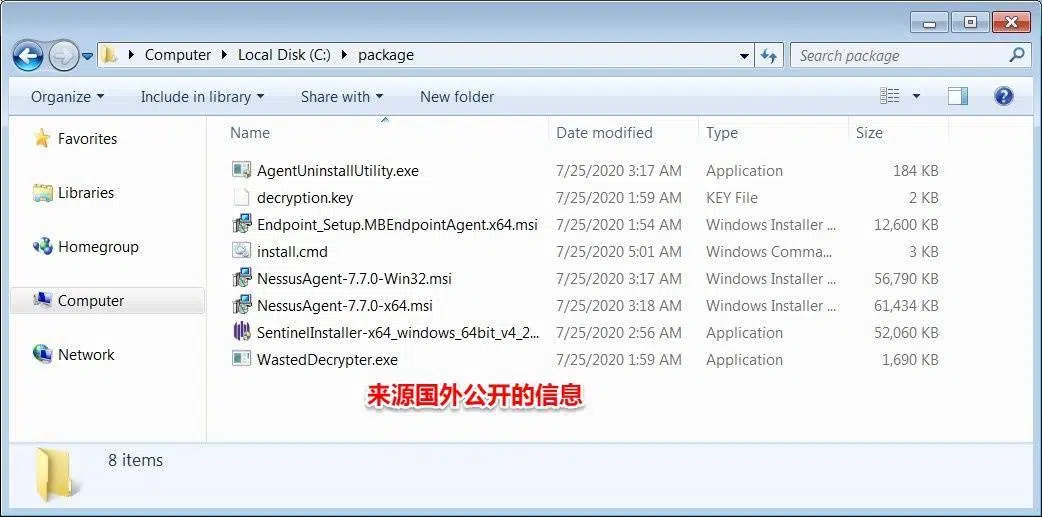 Computer Local Disk (C:) package Search package
Organize Include in library Share with New folder
Favorites
Libraries
Homegroup
Computer
Network
Name Date modified Type Size
AgentUninstallUtility.exe 7/25/2020 3:17 AM Application 184 KB
decryption.key 7/25/2020 1:59 AM KEY File 2 KB
Endpoint_Setup.MBEndpointAgent.x64.msi 7/25/2020 1:54 AM Windows Installer ... 12,600 KB
install.cmd 7/25/2020 5:01 AM Windows Comma... 3 KB
NessusAgent-7.7.0-Win32.msi 7/25/2020 3:17 AM Windows Installer ... 56,790 KB
NessusAgent-7.7.0-x64.msi 7/25/2020 3:18 AM Windows Installer ... 61,434 KB
SentinelInstaller-x64_windows_64bit_v4_2... 7/25/2020 2:56 AM Application 52,060 KB
WastedDecrypter.exe 7/25/2020 1:59 AM Application 1,690 KB
来源国外公开的信息
8 items